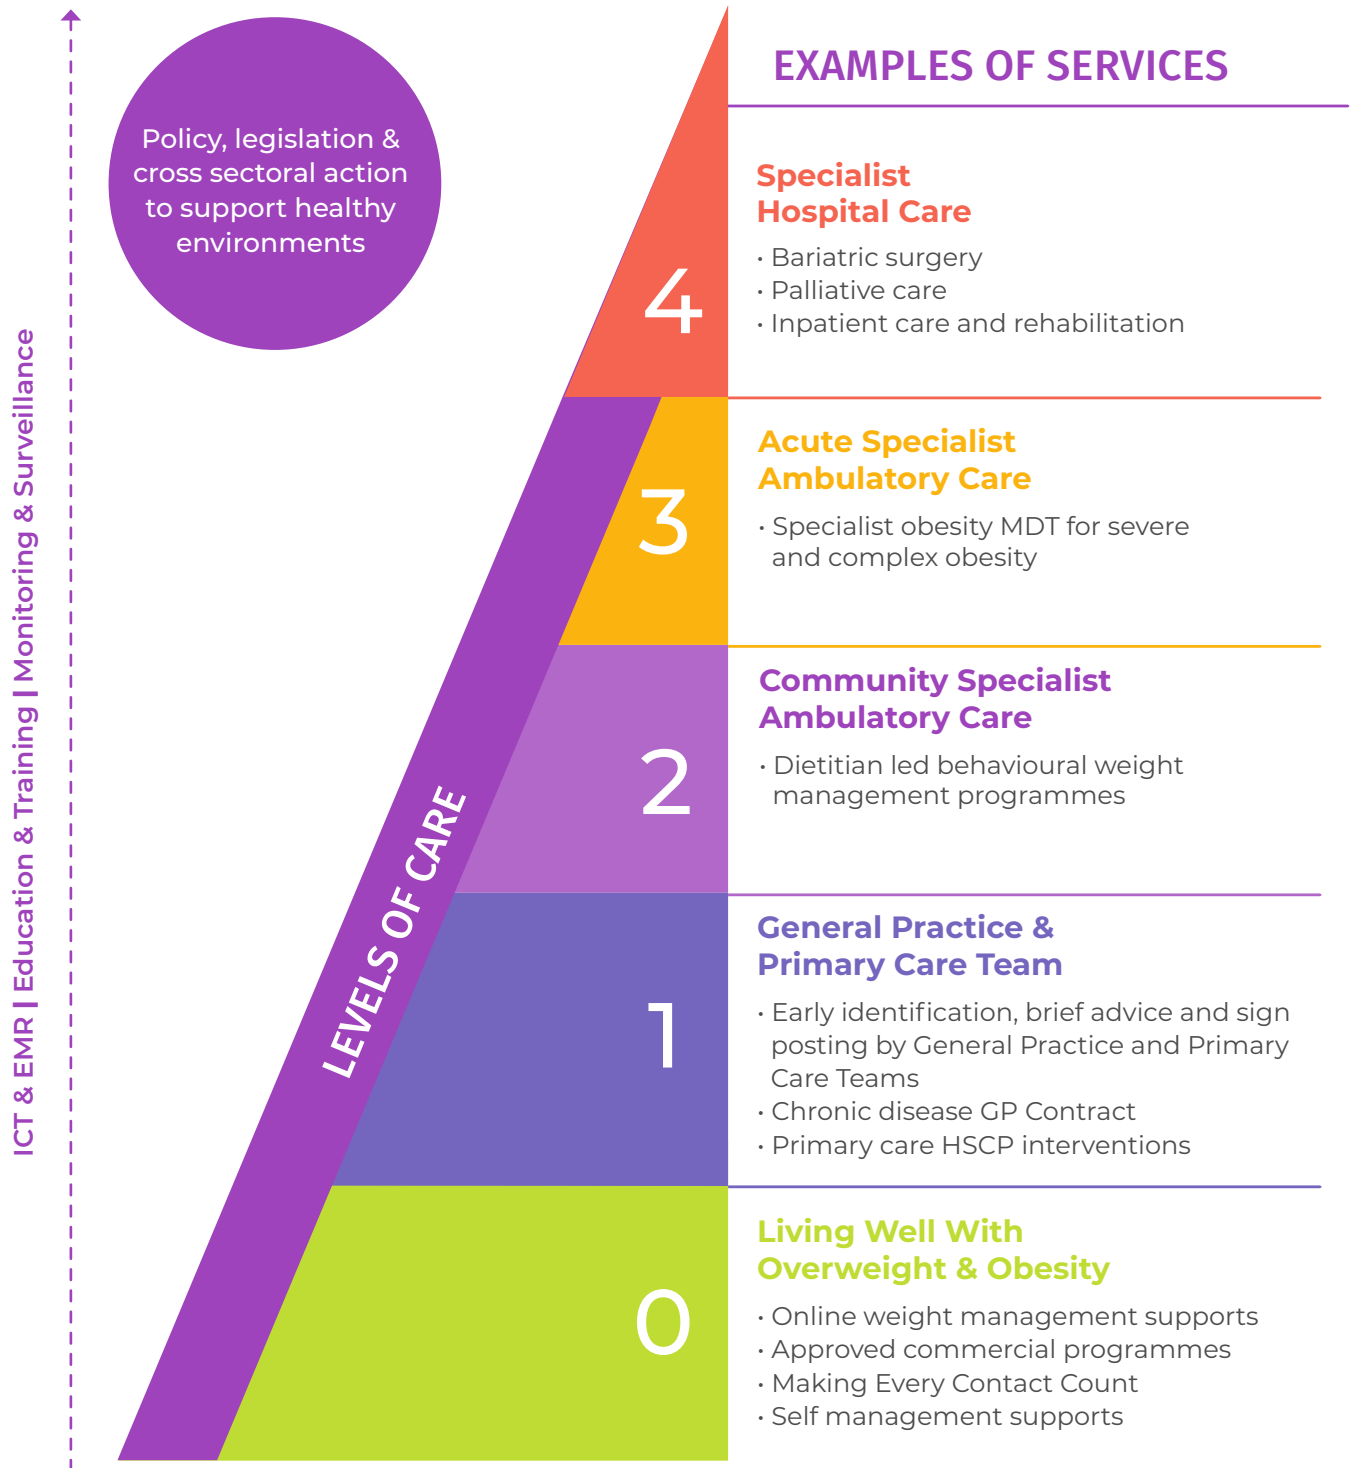 Policy, legislation &
cross sectoral action
to support healthy
environments
ICT & EMR | Education & Training | Monitoring & Surveillance
LEVELS OF CARE
EXAMPLES OF SERVICES
4
Specialist
Hospital Care
· Bariatric surgery
· Palliative care
· Inpatient care and rehabilitation
3
Acute Specialist
Ambulatory Care
· Specialist obesity MDT for severe
and complex obesity
2
Community Specialist
Ambulatory Care
· Dietitian led behavioural weight
management programmes
1
General Practice &
Primary Care Team
· Early identification, brief advice and sign
posting by General Practice and Primary
Care Teams
· Chronic disease GP Contract
· Primary care HSCP interventions
0
Living Well With
Overweight & Obesity
· Online weight management supports
· Approved commercial programmes
· Making Every Contact Count
· Self management supports